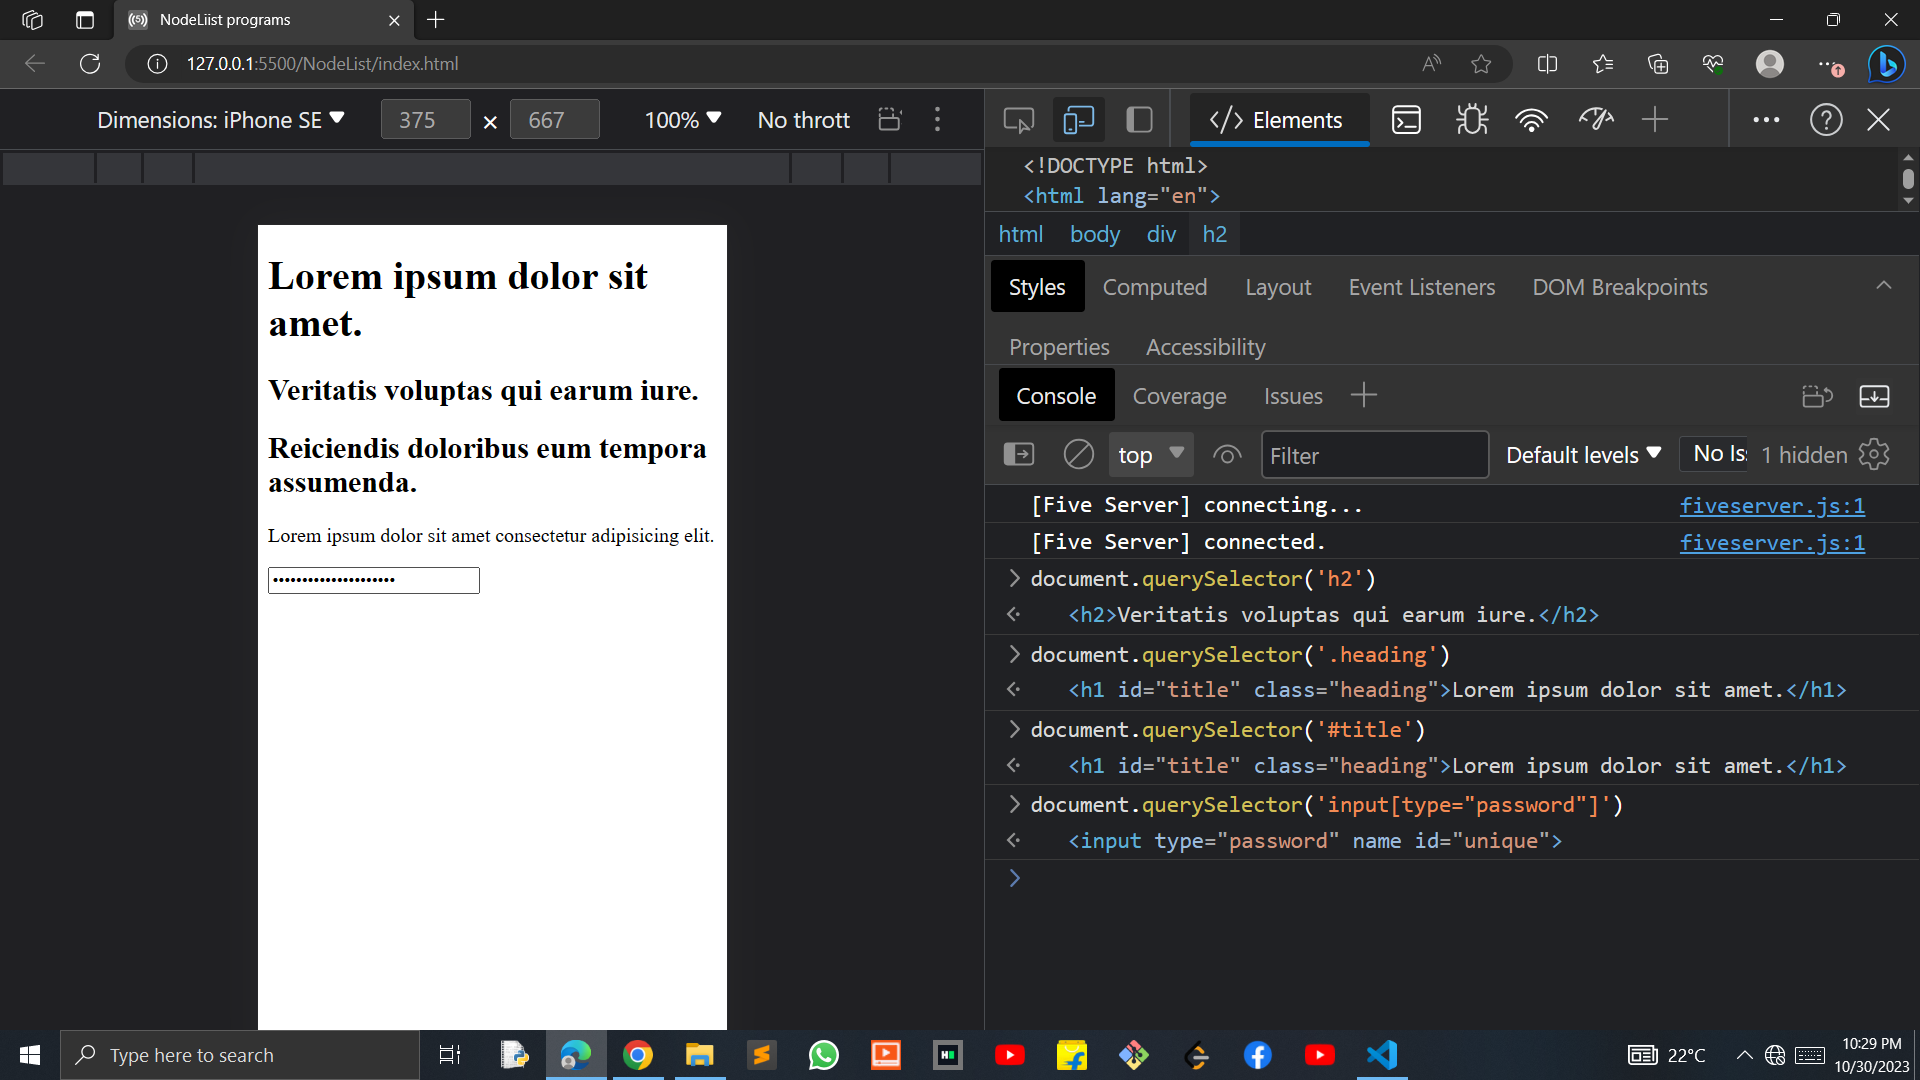 NodeLiist programs
127.0.0.1:5500/NodeList/index.html
Dimensions: iPhone SE 375 × 667 100% No thrott
Elements
<!DOCTYPE html>
<html lang="en">
html body div h2
Styles Computed Layout Event Listeners DOM Breakpoints
Properties Accessibility
Console Coverage Issues
top Filter Default levels No Is 1 hidden
[Five Server] connecting... fiveserver.js:1
[Five Server] connected. fiveserver.js:1
document.querySelector('h2')
<h2>Veritatis voluptas qui earum iure.</h2>
document.querySelector('.heading')
<h1 id="title" class="heading">Lorem ipsum dolor sit amet.</h1>
document.querySelector('#title')
<h1 id="title" class="heading">Lorem ipsum dolor sit amet.</h1>
document.querySelector('input[type="password"]')
<input type="password" name id="unique">
Lorem ipsum dolor sit
amet.
Veritatis voluptas qui earum iure.
Reiciendis doloribus eum tempora
assumenda.
Lorem ipsum dolor sit amet consectetur adipisicing elit.
•••••••••••••••••••••
Type here to search
22°C
10:29 PM
10/30/2023